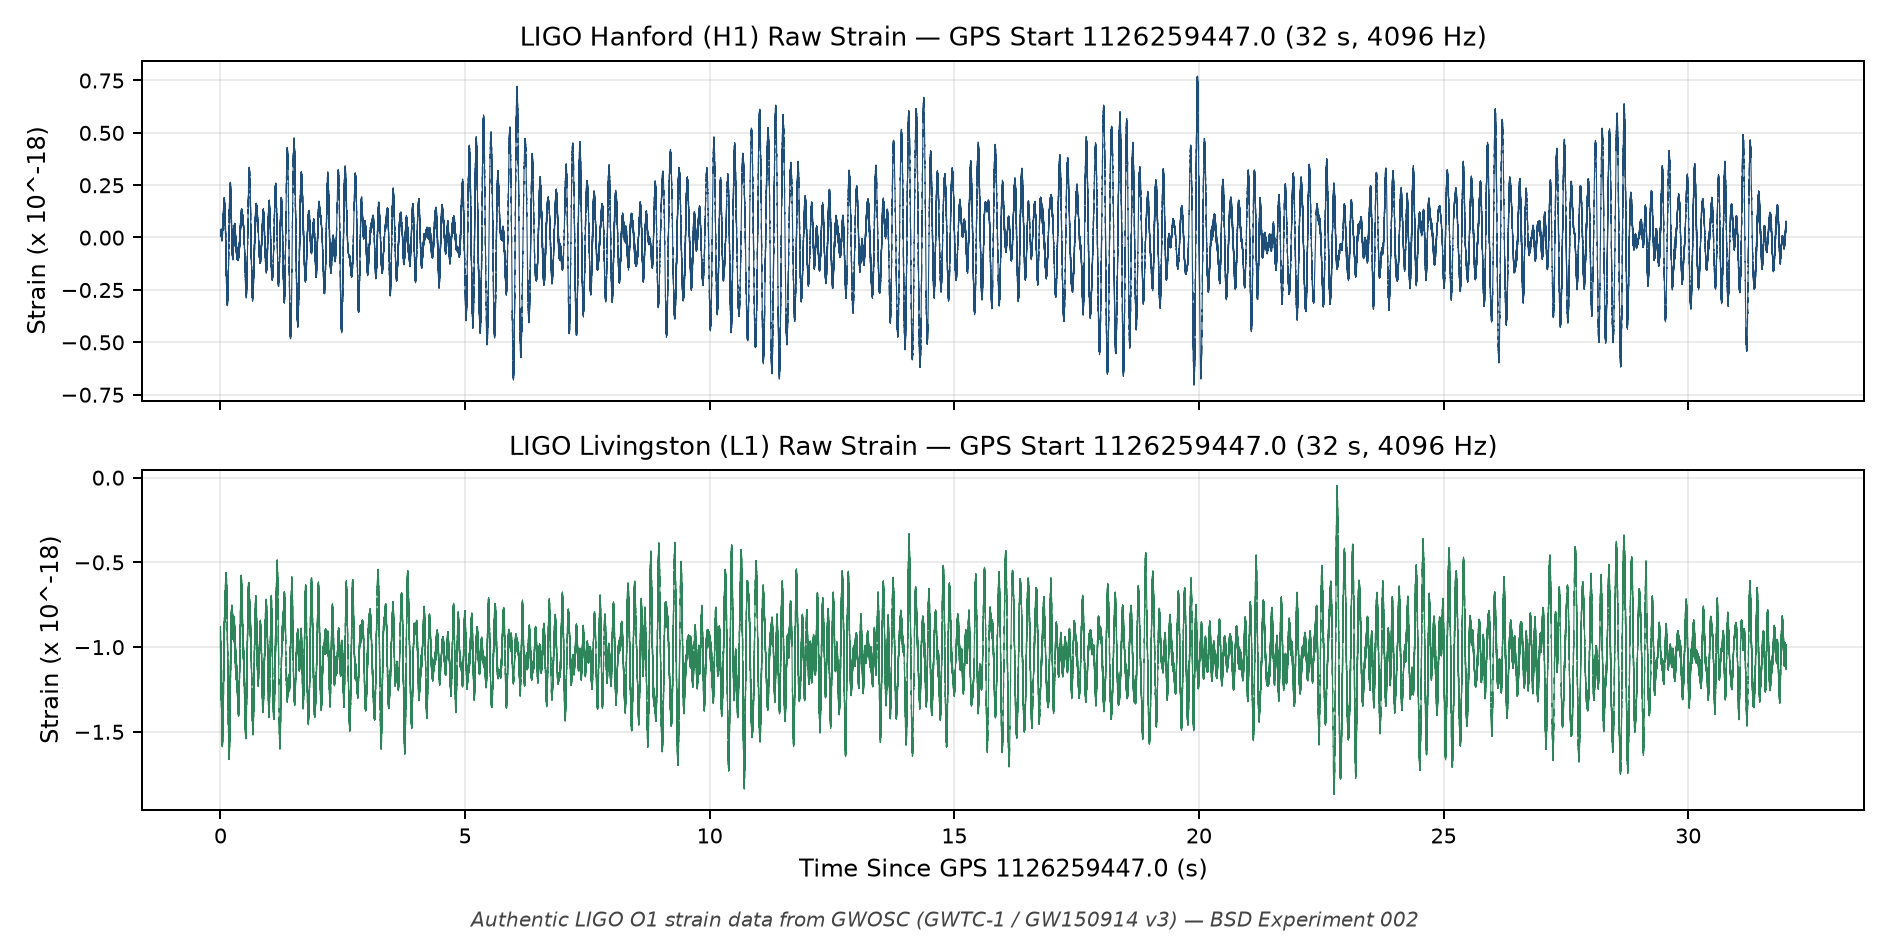 LIGO Hanford (H1) Raw Strain — GPS Start 1126259447.0 (32 s, 4096 Hz)
Strain (x 10^-18)
0.75
0.50
0.25
0.00
−0.25
−0.50
−0.75
LIGO Livingston (L1) Raw Strain — GPS Start 1126259447.0 (32 s, 4096 Hz)
Strain (x 10^-18)
0.0
−0.5
−1.0
−1.5
0 5 10 15 20 25 30
Time Since GPS 1126259447.0 (s)
Authentic LIGO O1 strain data from GWOSC (GWTC-1 / GW150914 v3) — BSD Experiment 002